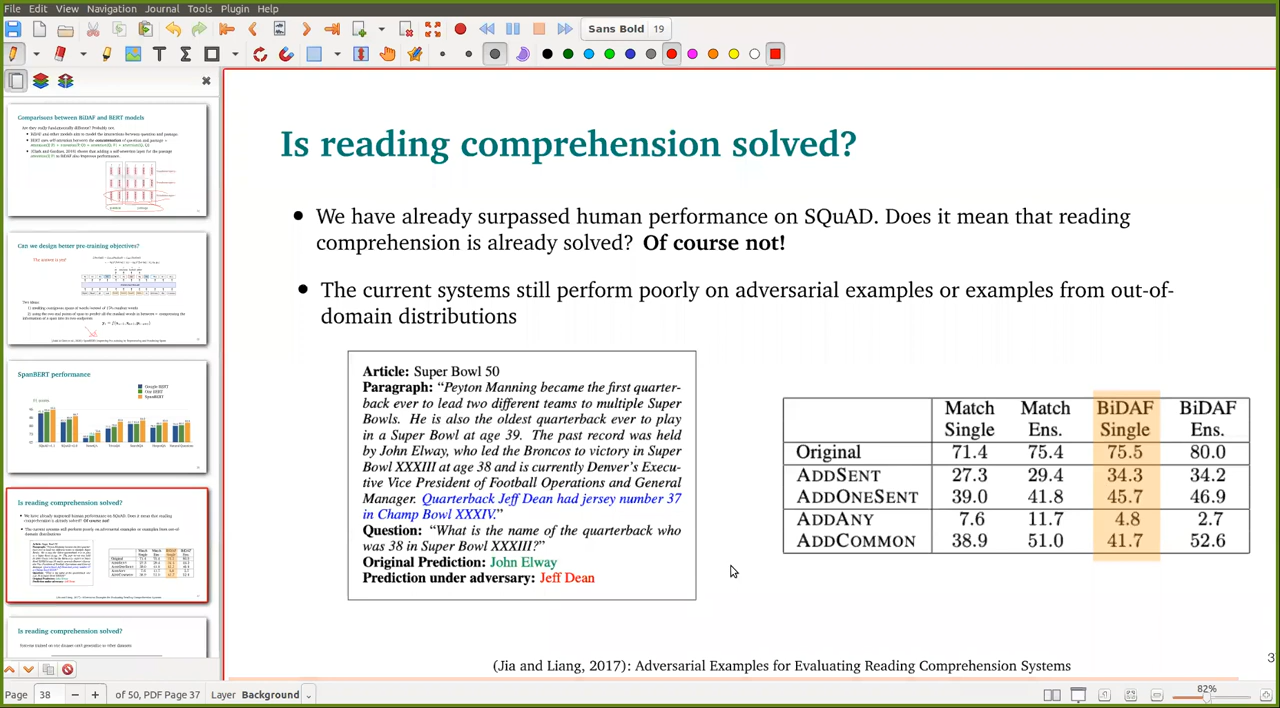 File Edit View Navigation Journal Tools Plugin Help
Sans Bold 19
Comparisons between BiDAF and BERT models
Can we design better pre-training objectives?
SpanBERT performance
Is reading comprehension solved?
Is reading comprehension solved?
Is reading comprehension solved?
• We have already surpassed human performance on SQuAD. Does it mean that reading
comprehension is already solved? Of course not!
• The current systems still perform poorly on adversarial examples or examples from out-of-
domain distributions
Article: Super Bowl 50
Paragraph: “Peyton Manning became the first quarter-
back ever to lead two different teams to multiple Super
Bowls. He is also the oldest quarterback ever to play
in a Super Bowl at age 39. The past record was held
by John Elway, who led the Broncos to victory in Super
Bowl XXXIII at age 38 and is currently Denver’s Execu-
tive Vice President of Football Operations and General
Manager. Quarterback Jeff Dean had jersey number 37
in Champ Bowl XXXIV.”
Question: “What is the name of the quarterback who
was 38 in Super Bowl XXXIII?”
Original Prediction: John Elway
Prediction under adversary: Jeff Dean
Match Match BiDAF BiDAF
Single Ens. Single Ens.
Original 71.4 75.4 75.5 80.0
ADDSENT 27.3 29.4 34.3 34.2
ADDONESENT 39.0 41.8 45.7 46.9
ADDANY 7.6 11.7 4.8 2.7
ADDCOMMON 38.9 51.0 41.7 52.6
(Jia and Liang, 2017): Adversarial Examples for Evaluating Reading Comprehension Systems
3
Page 38 − + of 50, PDF Page 37 Layer Background 82%